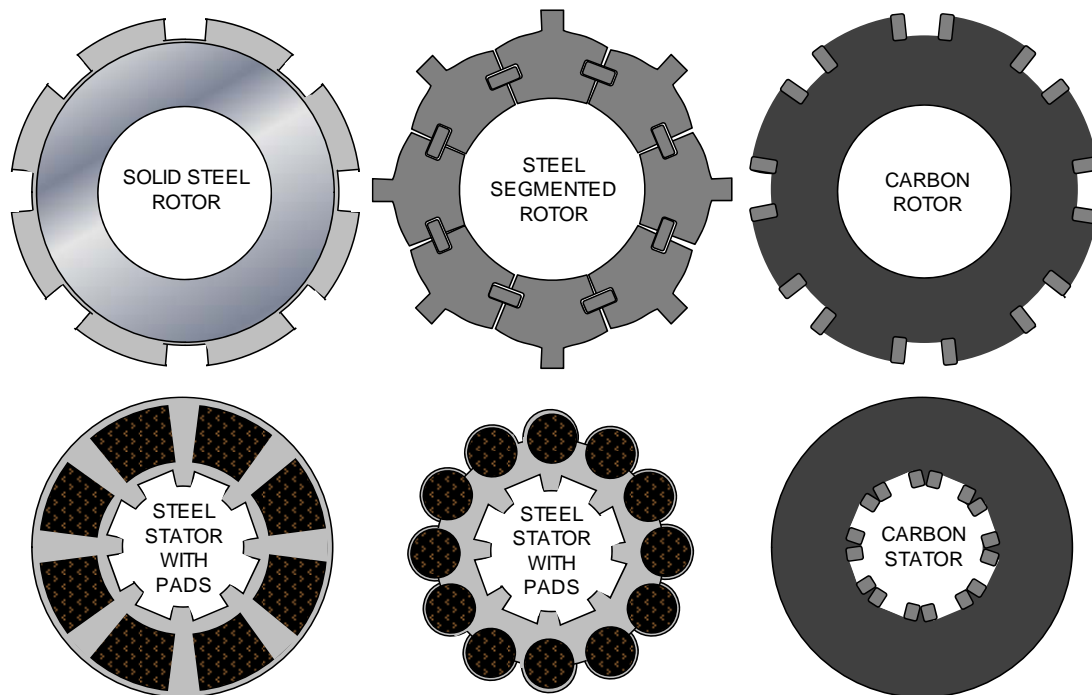 SOLID STEEL
ROTOR
STEEL
SEGMENTED
ROTOR
CARBON
ROTOR
STEEL
STATOR
WITH
PADS
STEEL
STATOR
WITH
PADS
CARBON
STATOR